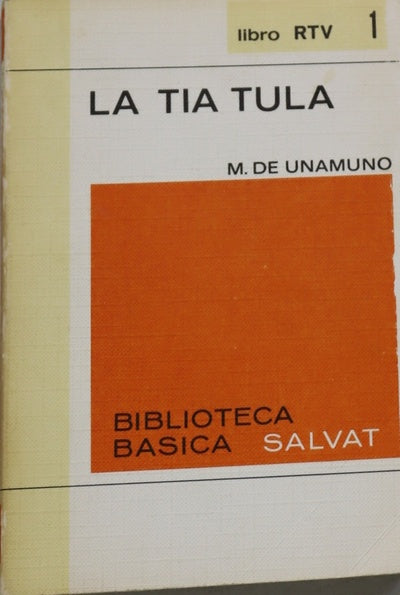 libro RTV 1
LA TIA TULA
M. DE UNAMUNO
BIBLIOTECA
BASICA SALVAT